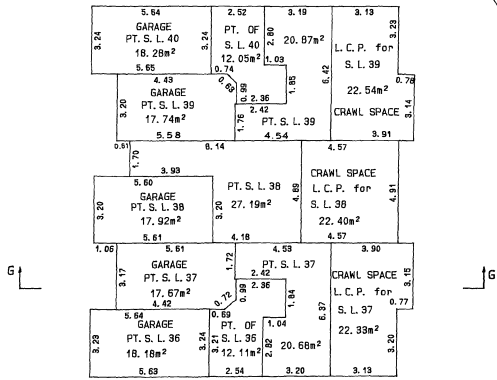 5.64
2.52
3.19
3.13
GARAGE
PT. S. L. 40
18.28m²
3.24
3.24
PT. OF
S. L. 40
12.05m²
2.80
20.87m²
L. C. P. for
S. L. 39
22.54m²
CRAWL SPACE
3.23
0.78
3.14
5.65
0.74
1.03
6.42
4.43
0.63
0.99
2.36
1.85
GARAGE
PT. S. L. 39
17.74m²
3.20
2.42
1.76
PT. S. L. 39
5.58
4.54
3.91
0.61
6.14
4.57
1.70
3.93
5.60
GARAGE
PT. S. L. 38
17.92m²
3.20
3.20
PT. S. L. 38
27.19m²
4.89
CRAWL SPACE
L. C. P. for
S. L. 38
22.40m²
4.91
5.61
4.18
4.57
1.06
5.61
4.53
3.90
GARAGE
PT. S. L. 37
17.67m²
3.17
1.72
PT. S. L. 37
2.42
2.36
0.99
0.72
1.84
CRAWL SPACE
L. C. P. for
S. L. 37
22.33m²
3.15
0.77
G
G
4.42
5.64
0.69
1.04
6.37
GARAGE
PT. S. L. 36
18.18m²
3.23
3.24
3.21
PT. OF
S. L. 36
12.11m²
2.82
20.68m²
3.20
5.63
2.54
3.20
3.13